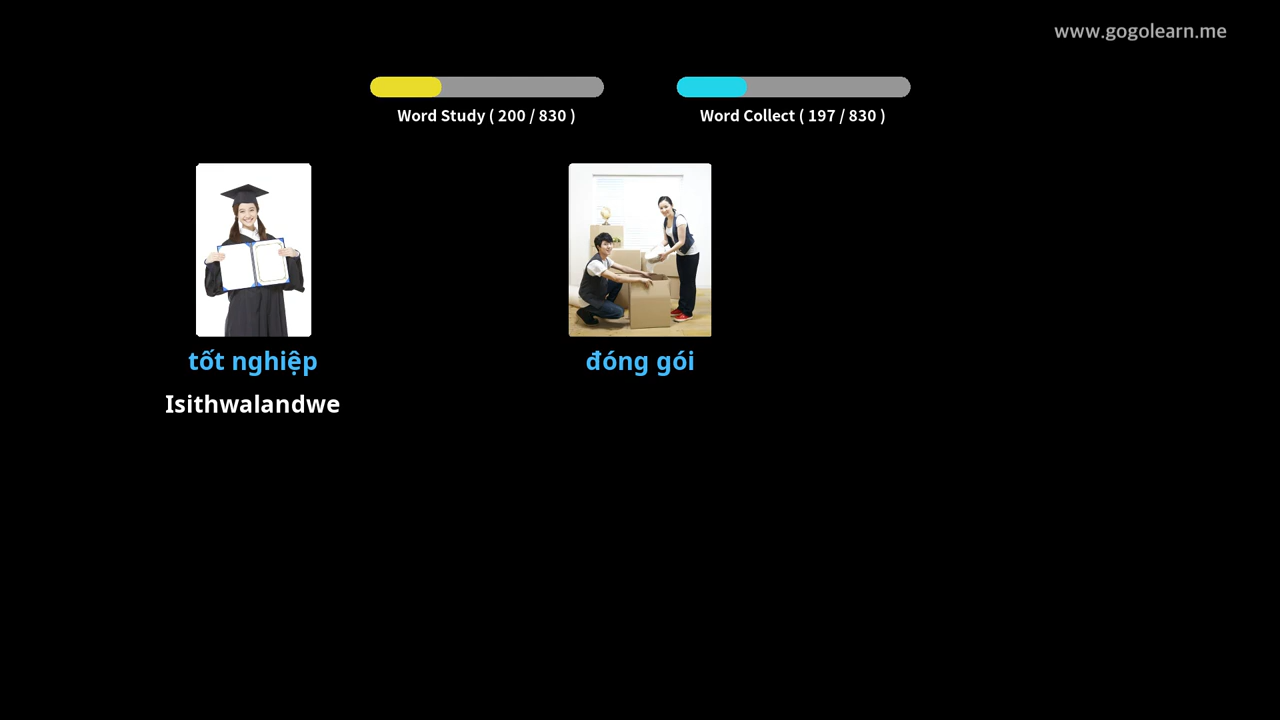 www.gogolearn.me
Word Study ( 200 / 830 )
Word Collect ( 197 / 830 )
tốt nghiệp
đóng gói
Isithwalandwe